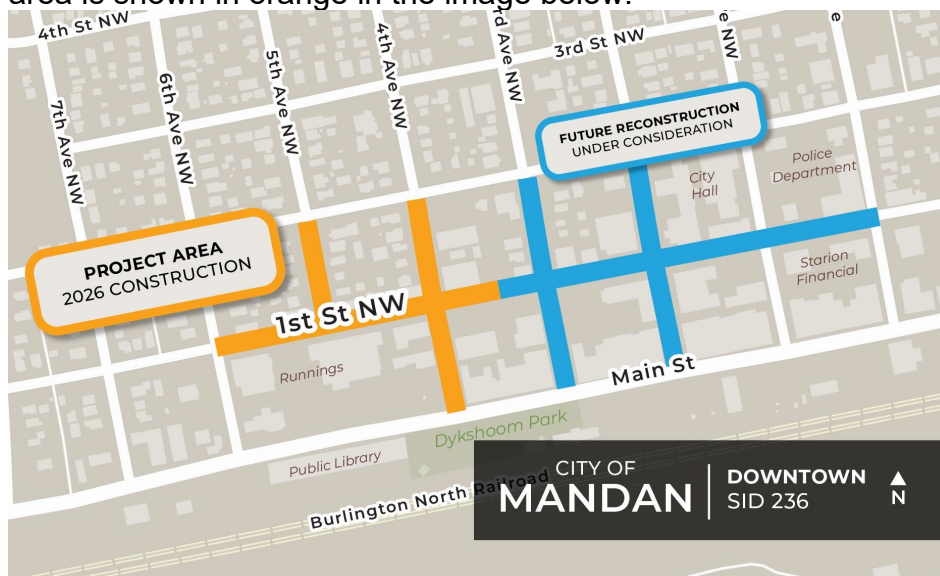 area is shown in orange in the image below.
4th St NW
3rd St NW
7th Ave NW
6th Ave NW
5th Ave NW
4th Ave NW
rd Ave NW
e NW
e
FUTURE RECONSTRUCTION
UNDER CONSIDERATION
City
Hall
Police
Department
PROJECT AREA
2026 CONSTRUCTION
1st St NW
Starion
Financial
Runnings
Main St
Dykshoom Park
Public Library
Burlington North Railroad
CITY OF
MANDAN
DOWNTOWN
SID 236
N